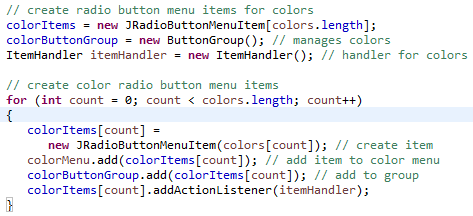 // create radio button menu items for colors
colorItems = new JRadioButtonMenuItem[colors.length];
colorButtonGroup = new ButtonGroup(); // manages colors
ItemHandler itemHandler = new ItemHandler(); // handler for colors

// create color radio button menu items
for (int count = 0; count < colors.length; count++)
{
   colorItems[count] =
      new JRadioButtonMenuItem(colors[count]); // create item
   colorMenu.add(colorItems[count]); // add item to color menu
   colorButtonGroup.add(colorItems[count]); // add to group
   colorItems[count].addActionListener(itemHandler);
}